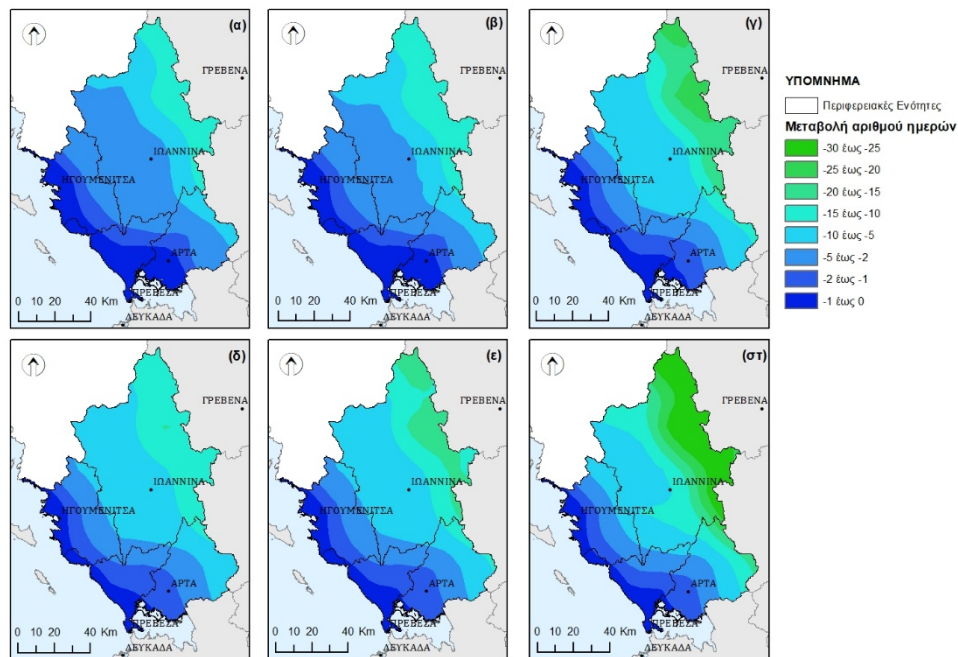 (α)
ΓΡΕΒΕΝΑ
ΙΩΑΝΝΙΝΑ
ΗΓΟΥΜΕΝΙΤΣΑ
ΑΡΤΑ
0 10 20 40 Km
ΠΡΕΒΕΖΑ
ΛΕΥΚΑΔΑ
(β)
ΓΡΕΒΕΝΑ
ΙΩΑΝΝΙΝΑ
ΗΓΟΥΜΕΝΙΤΣΑ
ΑΡΤΑ
0 10 20 40 Km
ΠΡΕΒΕΖΑ
ΛΕΥΚΑΔΑ
(γ)
ΓΡΕΒΕΝΑ
ΙΩΑΝΝΙΝΑ
ΗΓΟΥΜΕΝΙΤΣΑ
ΑΡΤΑ
0 10 20 40 Km
ΠΡΕΒΕΖΑ
ΛΕΥΚΑΔΑ
ΥΠΟΜΝΗΜΑ
Περιφερειακές Ενότητες
Μεταβολή αριθμού ημερών
-30 έως -25
-25 έως -20
-20 έως -15
-15 έως -10
-10 έως -5
-5 έως -2
-2 έως -1
-1 έως 0
(δ)
ΓΡΕΒΕΝΑ
ΙΩΑΝΝΙΝΑ
ΗΓΟΥΜΕΝΙΤΣΑ
ΑΡΤΑ
0 10 20 40 Km
ΠΡΕΒΕΖΑ
ΛΕΥΚΑΔΑ
(ε)
ΓΡΕΒΕΝΑ
ΙΩΑΝΝΙΝΑ
ΗΓΟΥΜΕΝΙΤΣΑ
ΑΡΤΑ
0 10 20 40 Km
ΠΡΕΒΕΖΑ
ΛΕΥΚΑΔΑ
(στ)
ΓΡΕΒΕΝΑ
ΙΩΑΝΝΙΝΑ
ΗΓΟΥΜΕΝΙΤΣΑ
ΑΡΤΑ
0 10 20 40 Km
ΠΡΕΒΕΖΑ
ΛΕΥΚΑΔΑ